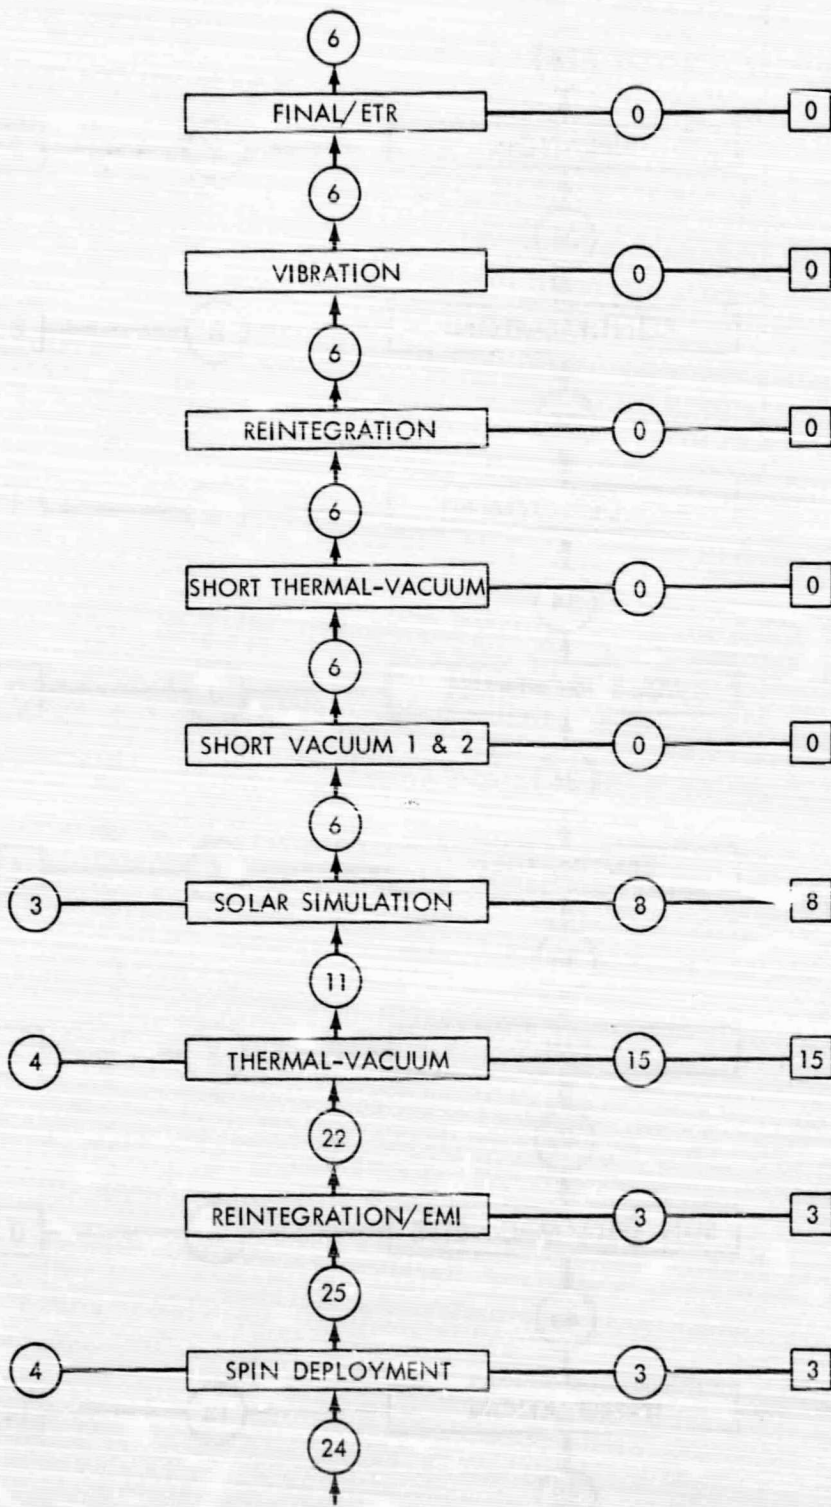 6
FINAL/ETR 0 0
6
VIBRATION 0 0
6
REINTEGRATION 0 0
6
SHORT THERMAL-VACUUM 0 0
6
SHORT VACUUM 1 & 2 0 0
6
3 SOLAR SIMULATION 8 8
11
4 THERMAL-VACUUM 15 15
22
REINTEGRATION/EMI 3 3
25
4 SPIN DEPLOYMENT 3 3
24